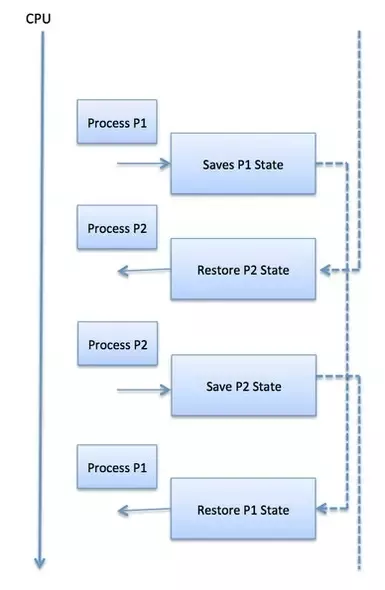 CPU
Process P1
Saves P1 State
Process P2
Restore P2 State
Process P2
Save P2 State
Process P1
Restore P1 State